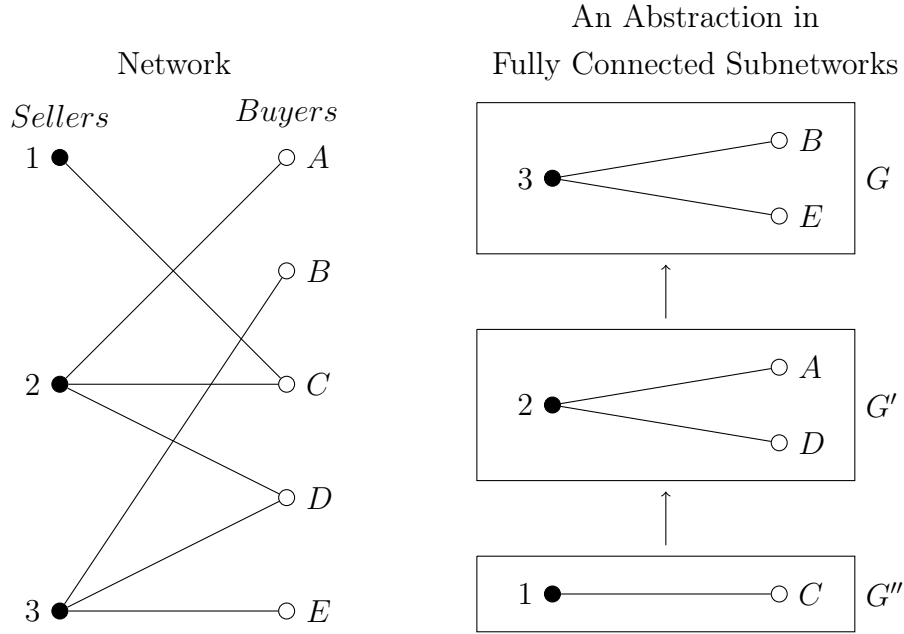 Network
Sellers
Buyers
1
A
B
2
C
D
3
E
An Abstraction in
Fully Connected Subnetworks
3
B
E
G
2
A
D
G′
1
C
G″